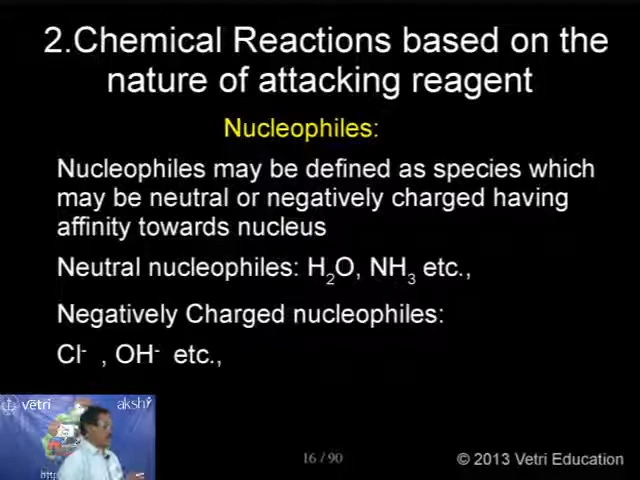 2.Chemical Reactions based on the
nature of attacking reagent
Nucleophiles:
Nucleophiles may be defined as species which
may be neutral or negatively charged having
affinity towards nucleus
Neutral nucleophiles: H₂O, NH₃ etc.,
Negatively Charged nucleophiles:
Cl⁻ , OH⁻ etc.,
vētri
akshi
http
16 / 90
© 2013 Vetri Education